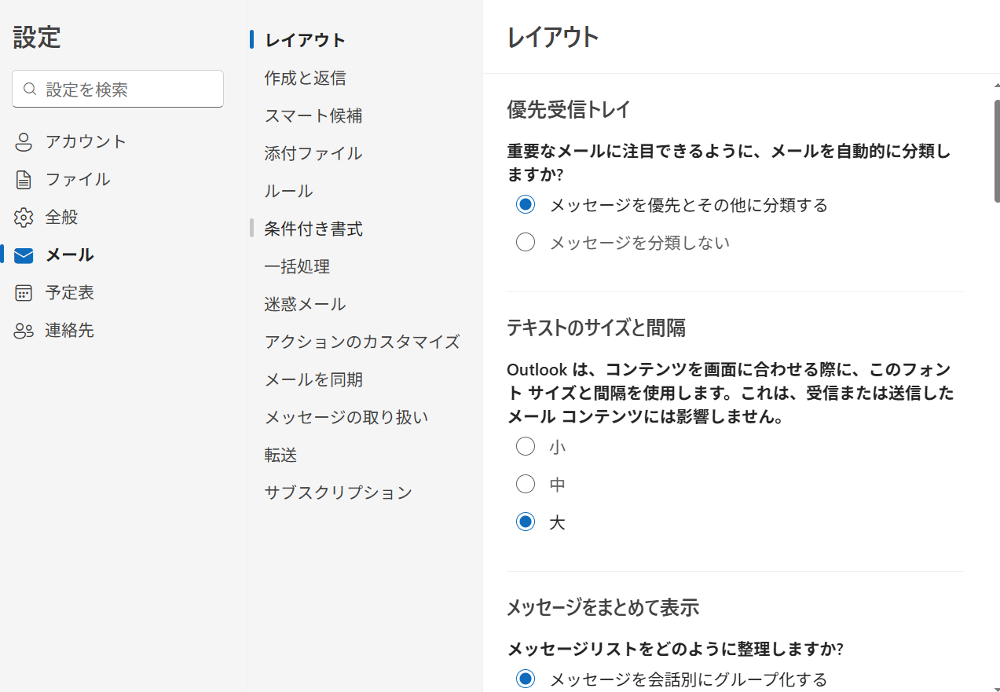 設定
設定を検索
アカウント
ファイル
全般
メール
予定表
連絡先
レイアウト
作成と返信
スマート候補
添付ファイル
ルール
条件付き書式
一括処理
迷惑メール
アクションのカスタマイズ
メールを同期
メッセージの取り扱い
転送
サブスクリプション
レイアウト
優先受信トレイ
重要なメールに注目できるように、メールを自動的に分類し
ますか?
メッセージを優先とその他に分類する
メッセージを分類しない
テキストのサイズと間隔
Outlook は、コンテンツを画面に合わせる際に、このフォン
ト サイズと間隔を使用します。これは、受信または送信した
メール コンテンツには影響しません。
小
中
大
メッセージをまとめて表示
メッセージリストをどのように整理しますか?
メッセージを会話別にグループ化する